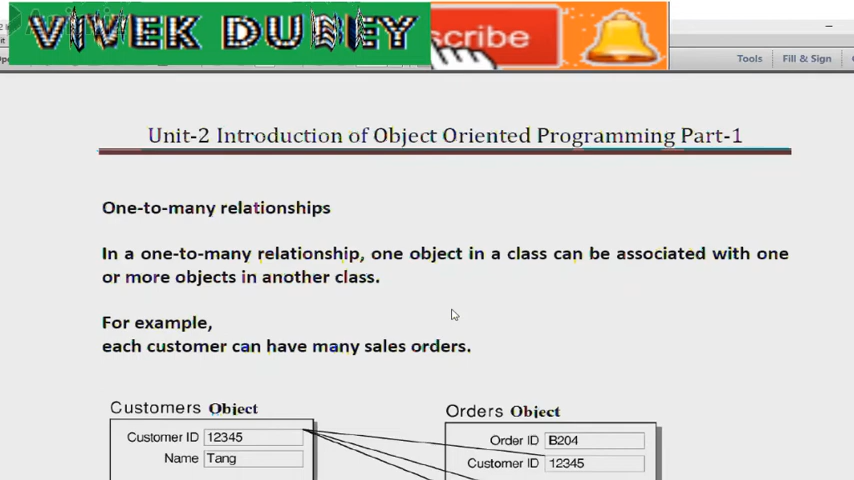 VIVEK DUBEY
scribe
Tools
Fill & Sign
Unit-2 Introduction of Object Oriented Programming Part-1
One-to-many relationships
In a one-to-many relationship, one object in a class can be associated with one
or more objects in another class.
For example,
each customer can have many sales orders.
Customers Object
Orders Object
Customer ID 12345
Order ID B204
Name Tang
Customer ID 12345